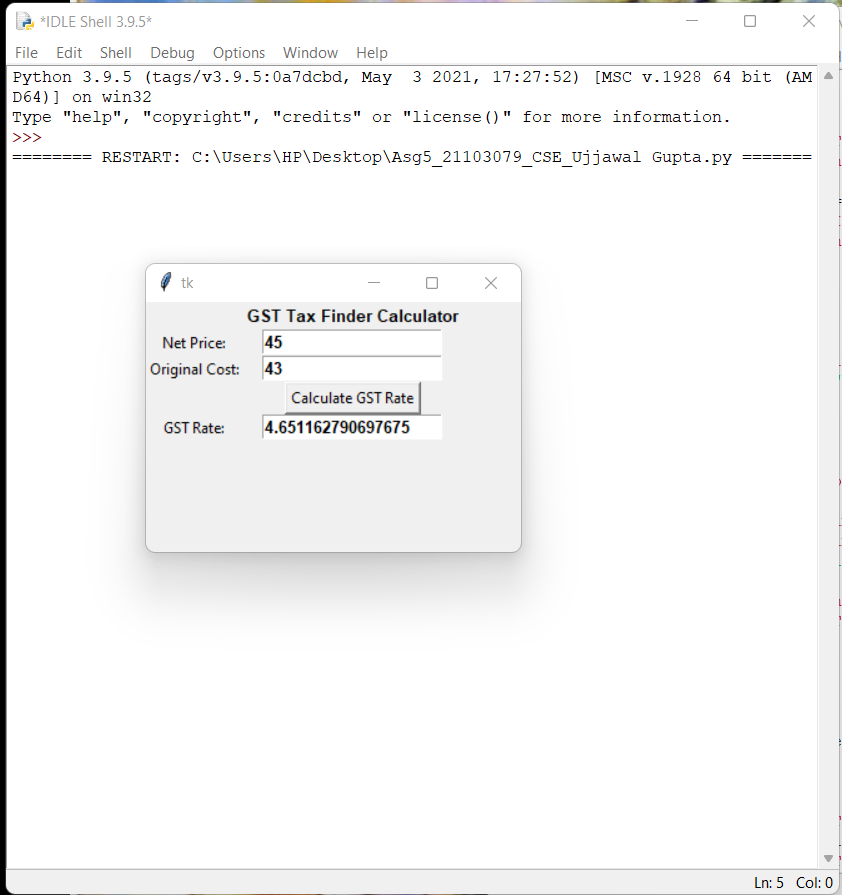 *IDLE Shell 3.9.5*
File Edit Shell Debug Options Window Help
Python 3.9.5 (tags/v3.9.5:0a7dcbd, May  3 2021, 17:27:52) [MSC v.1928 64 bit (AM
D64)] on win32
Type "help", "copyright", "credits" or "license()" for more information.
>>>
======== RESTART: C:\Users\HP\Desktop\Asg5_21103079_CSE_Ujjawal Gupta.py =======
tk
GST Tax Finder Calculator
Net Price: 45
Original Cost: 43
Calculate GST Rate
GST Rate: 4.651162790697675
Ln: 5 Col: 0